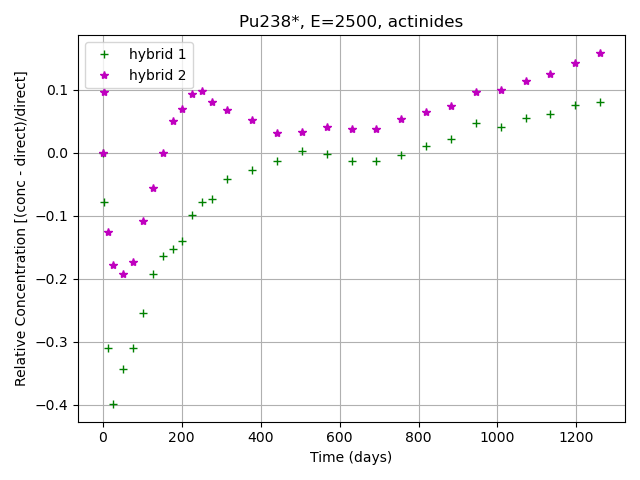 Pu238*, E=2500, actinides
hybrid 1
hybrid 2
Relative Concentration [(conc - direct)/direct]
0.1
0.0
−0.1
−0.2
−0.3
−0.4
0 200 400 600 800 1000 1200
Time (days)